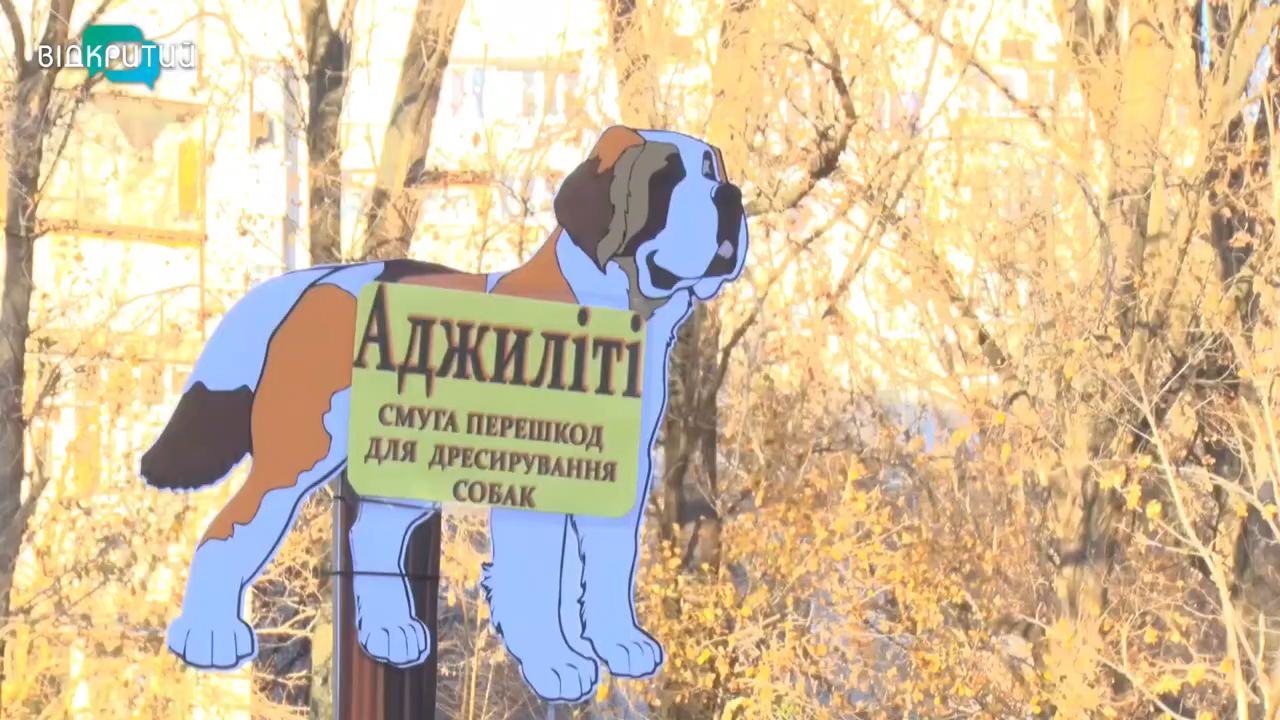 ВІДКРИТИЙ
Аджиліті
СМУГА ПЕРЕШКОД
ДЛЯ ДРЕСИРУВАННЯ
СОБАК